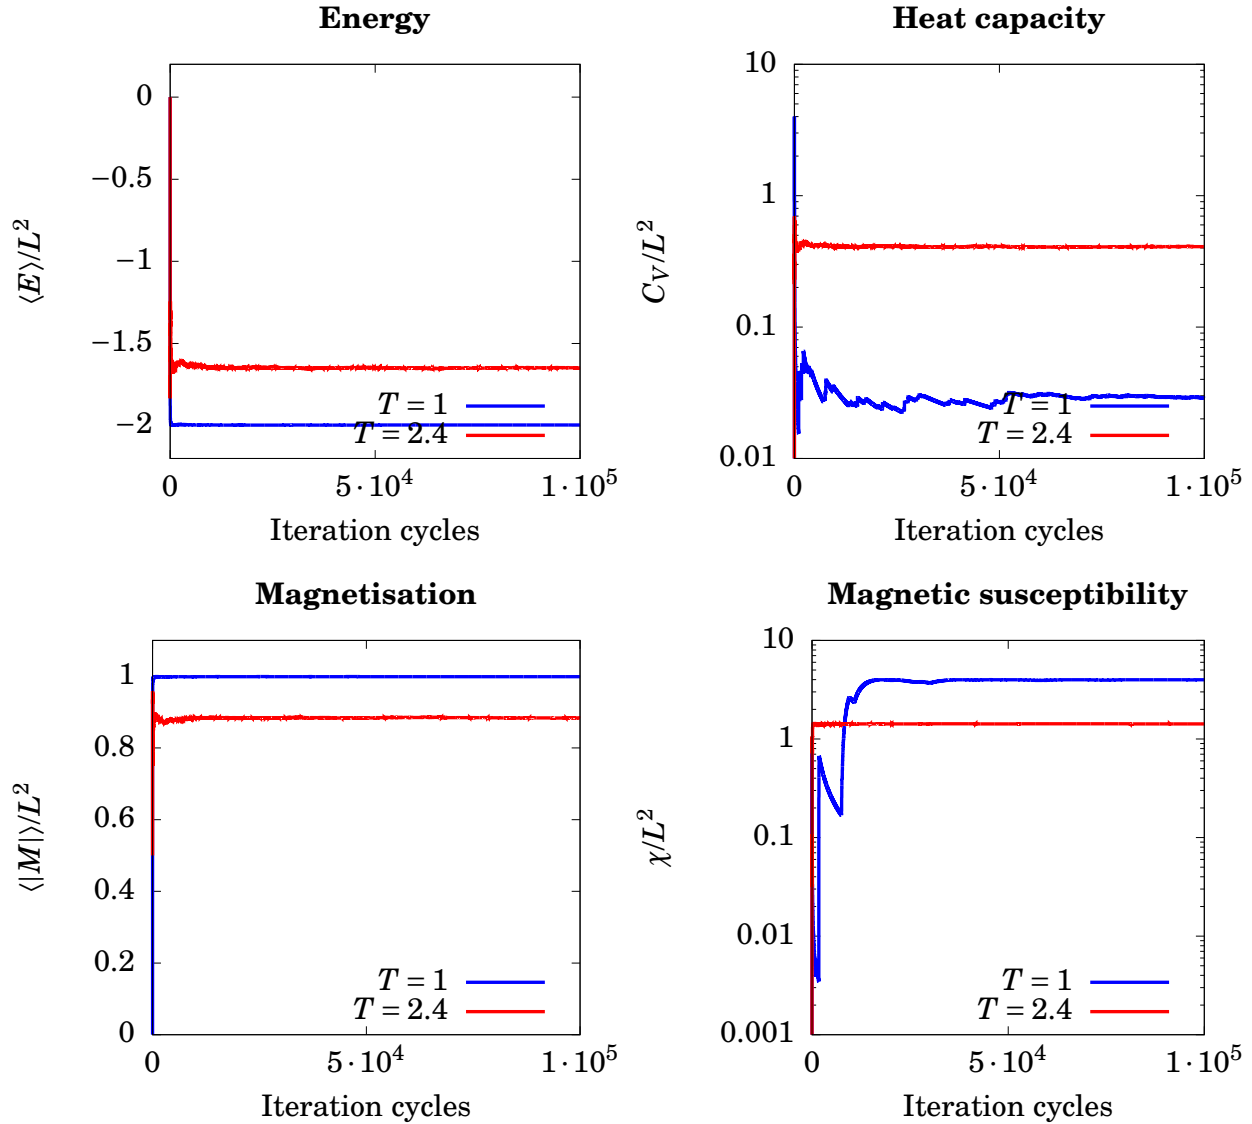 Energy
0
−0.5
−1
−1.5
−2
⟨E⟩/L²
T = 1
T = 2.4
0 5·10⁴ 1·10⁵
Iteration cycles
Heat capacity
10
1
0.1
0.01
C_V/L²
T = 1
T = 2.4
0 5·10⁴ 1·10⁵
Iteration cycles
Magnetisation
1
0.8
0.6
0.4
0.2
0
⟨|M|⟩/L²
T = 1
T = 2.4
0 5·10⁴ 1·10⁵
Iteration cycles
Magnetic susceptibility
10
1
0.1
0.01
0.001
χ/L²
T = 1
T = 2.4
0 5·10⁴ 1·10⁵
Iteration cycles